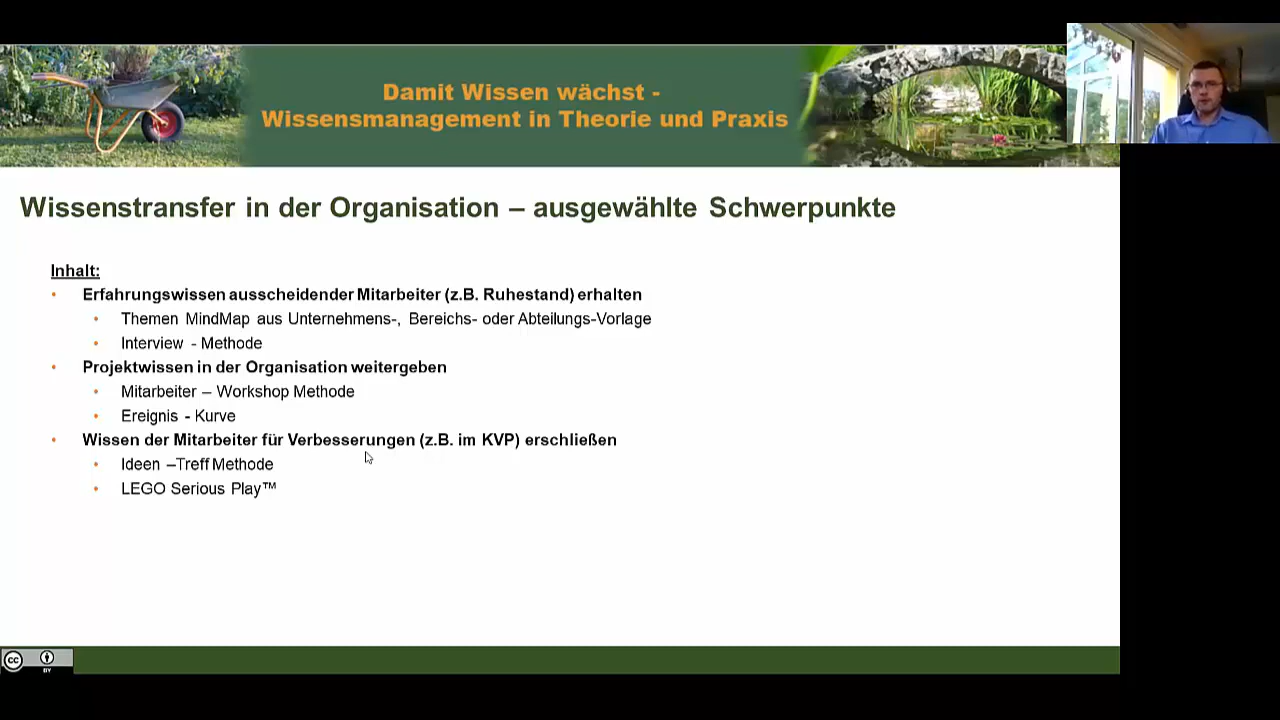 Damit Wissen wächst -
Wissensmanagement in Theorie und Praxis
Wissenstransfer in der Organisation – ausgewählte Schwerpunkte
Inhalt:
• Erfahrungswissen ausscheidender Mitarbeiter (z.B. Ruhestand) erhalten
• Themen MindMap aus Unternehmens-, Bereichs- oder Abteilungs-Vorlage
• Interview - Methode
• Projektwissen in der Organisation weitergeben
• Mitarbeiter – Workshop Methode
• Ereignis - Kurve
• Wissen der Mitarbeiter für Verbesserungen (z.B. im KVP) erschließen
• Ideen –Treff Methode
• LEGO Serious Play™
cc
BY